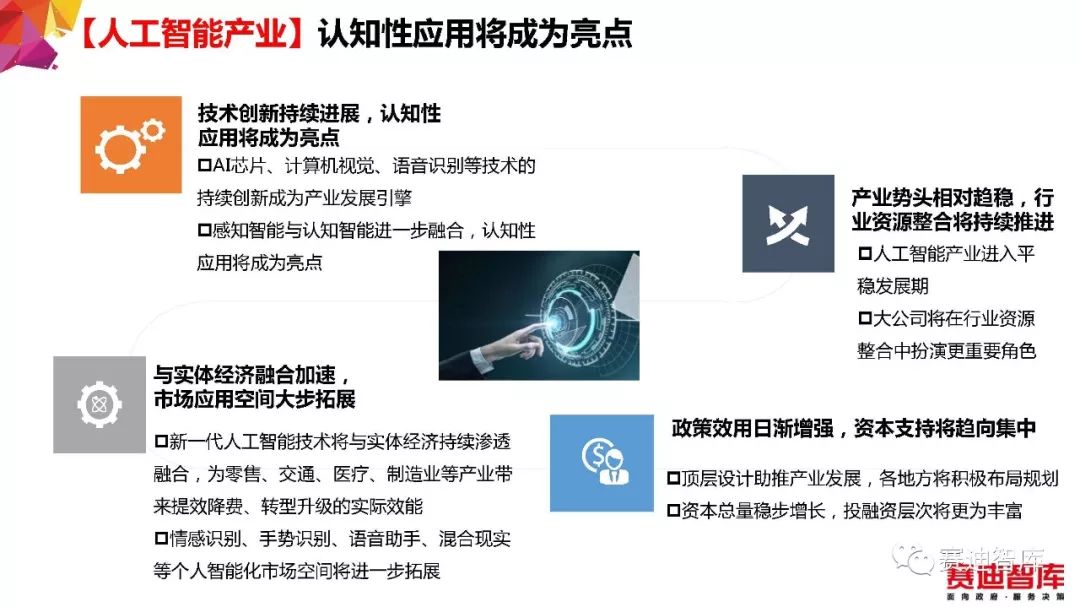 【人工智能产业】认知性应用将成为亮点
技术创新持续进展，认知性
应用将成为亮点
AI芯片、计算机视觉、语音识别等技术的
持续创新成为产业发展引擎
感知智能与认知智能进一步融合，认知性
应用将成为亮点
产业势头相对趋稳，行
业资源整合将持续推进
人工智能产业进入平
稳发展期
大公司将在行业资源
整合中扮演更重要角色
与实体经济融合加速，
市场应用空间大步拓展
新一代人工智能技术将与实体经济持续渗透
融合，为零售、交通、医疗、制造业等产业带
来提效降费、转型升级的实际效能
情感识别、手势识别、语音助手、混合现实
等个人智能化市场空间将进一步拓展
政策效用日渐增强，资本支持将趋向集中
顶层设计助推产业发展，各地方将积极布局规划
资本总量稳步增长，投融资层次将更为丰富
赛迪智库
赛迪智库
面向政府·服务决策